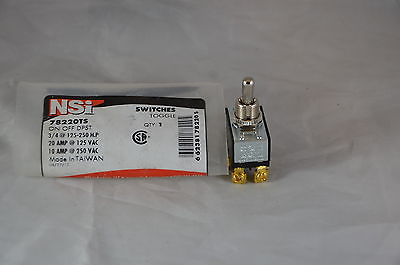 NSi
SWITCHES
TOGGLE
78220TS
ON OFF DPST
QTY 1
3/4 @ 125-250 H.P.
20 AMP @ 125 VAC
10 AMP @ 250 VAC
Made in TAIWAN